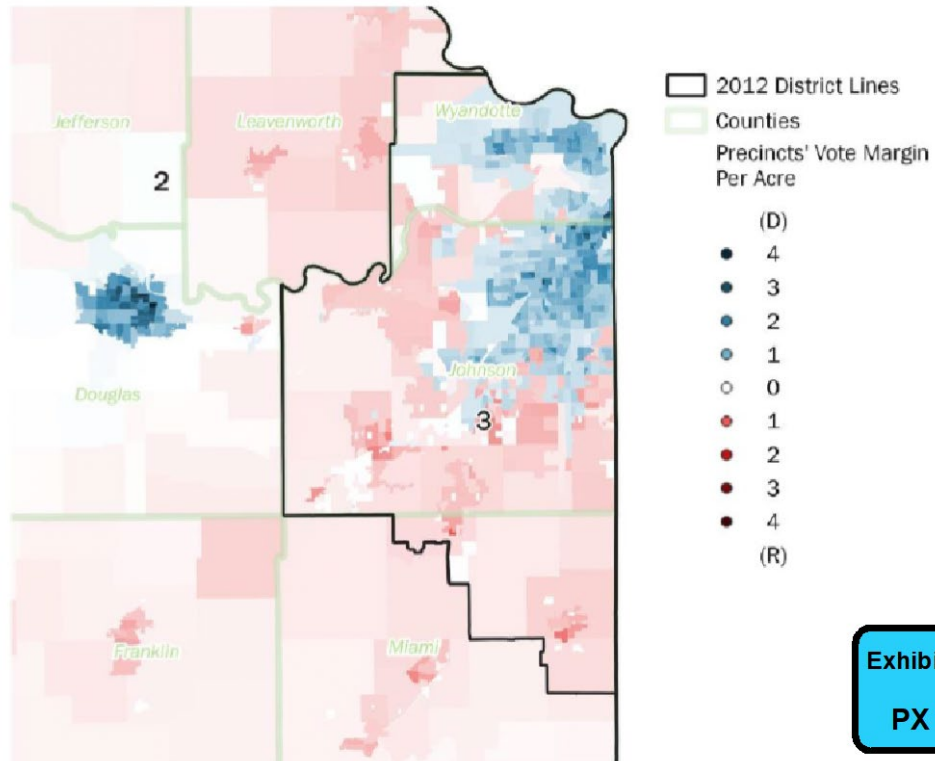 Jefferson
Leavenworth
Wyandotte
2
Johnson
Douglas
3
Franklin
Miami
2012 District Lines
Counties
Precincts' Vote Margin
Per Acre
(D)
4
3
2
1
0
1
2
3
4
(R)
Exhibi
PX